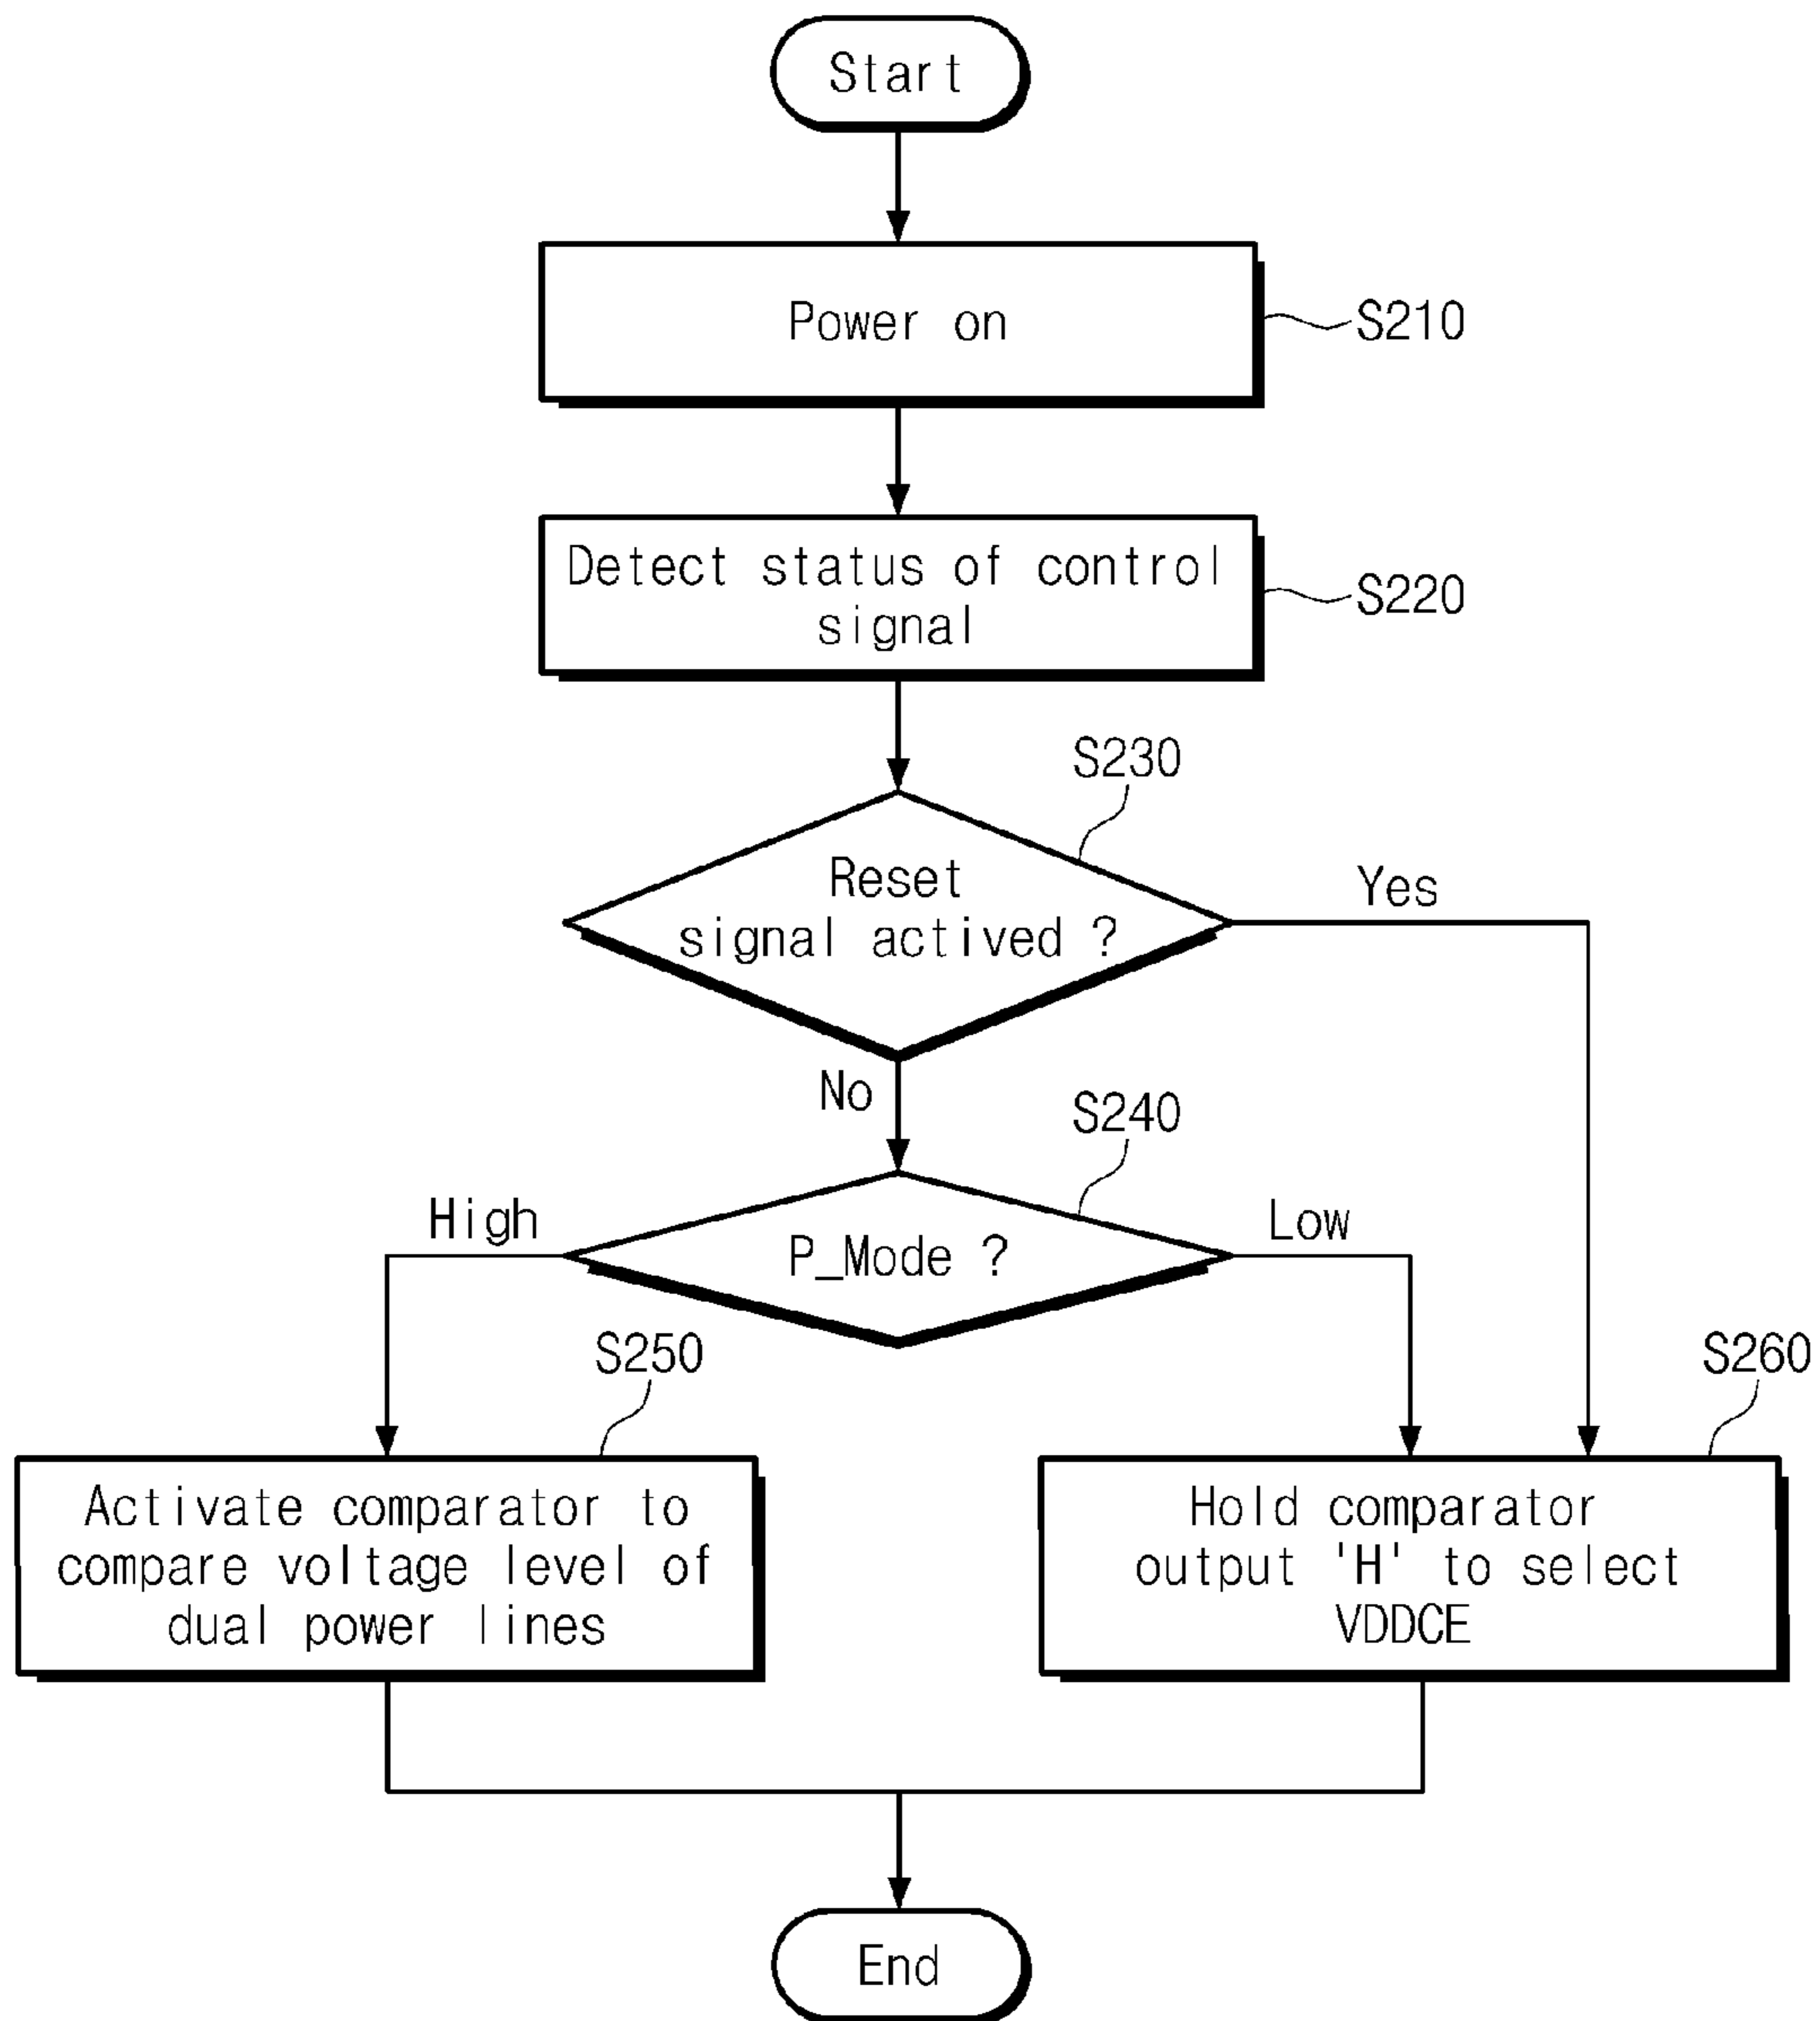 Start
Power on
S210
Detect status of control
signal
S220
S230
Reset
signal actived ?
Yes
No
S240
High
P_Mode ?
Low
S250
S260
Activate comparator to
compare voltage level of
dual power lines
Hold comparator
output 'H' to select
VDDCE
End